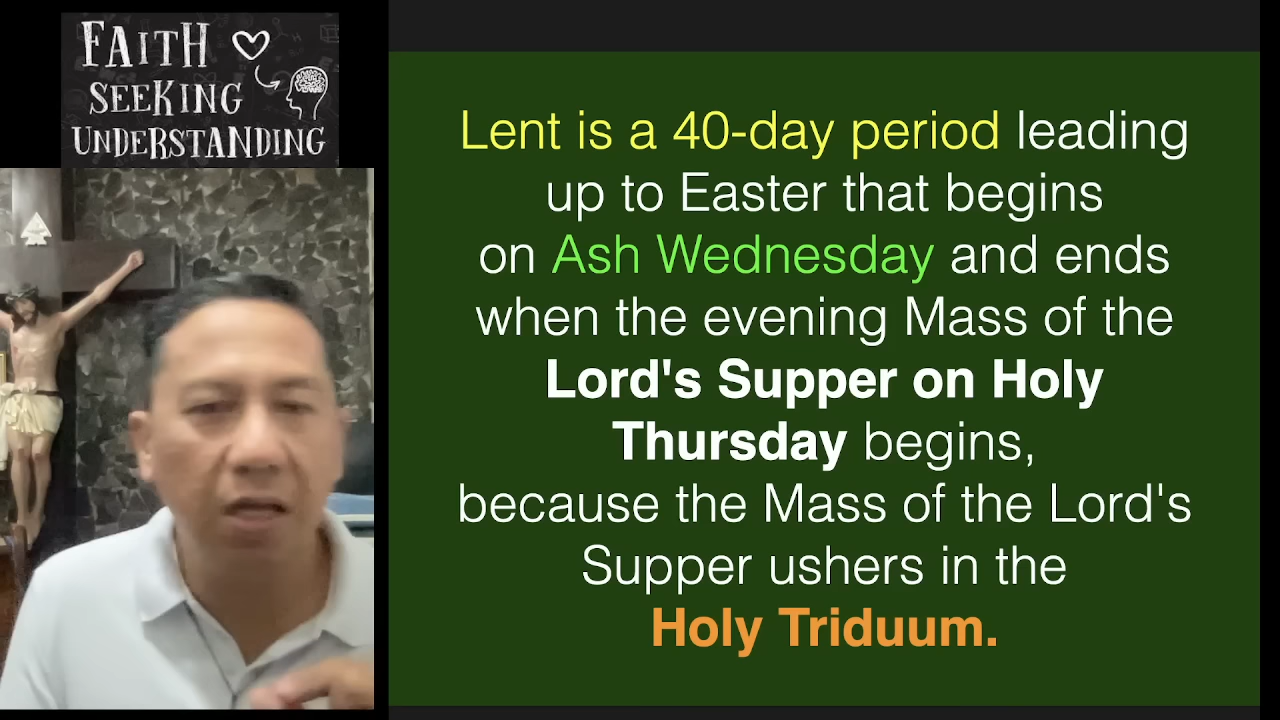 FAITH
SEEKING
UNDERSTANDING
Lent is a 40-day period leading
up to Easter that begins
on Ash Wednesday and ends
when the evening Mass of the
Lord's Supper on Holy
Thursday begins,
because the Mass of the Lord's
Supper ushers in the
Holy Triduum.